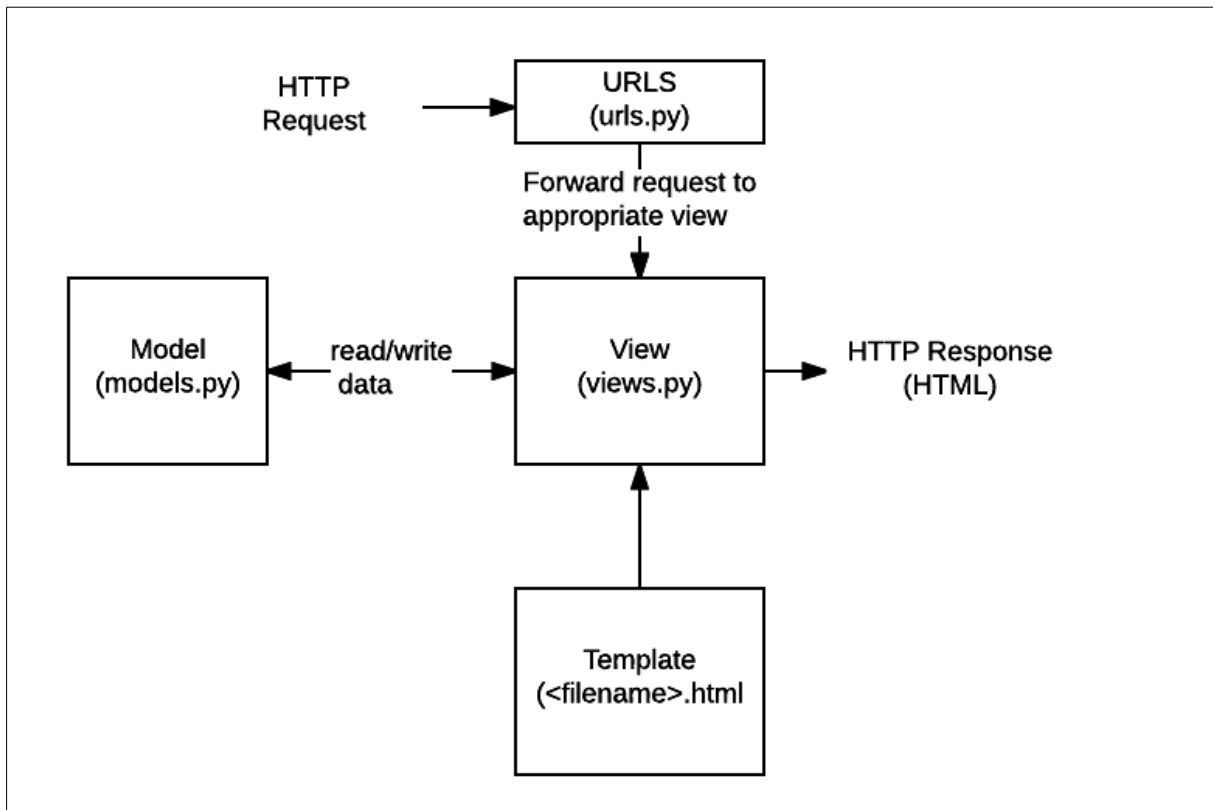 HTTP
Request
URLS
(urls.py)
Forward request to
appropriate view
Model
(models.py)
read/write
data
View
(views.py)
HTTP Response
(HTML)
Template
(<filename>.html